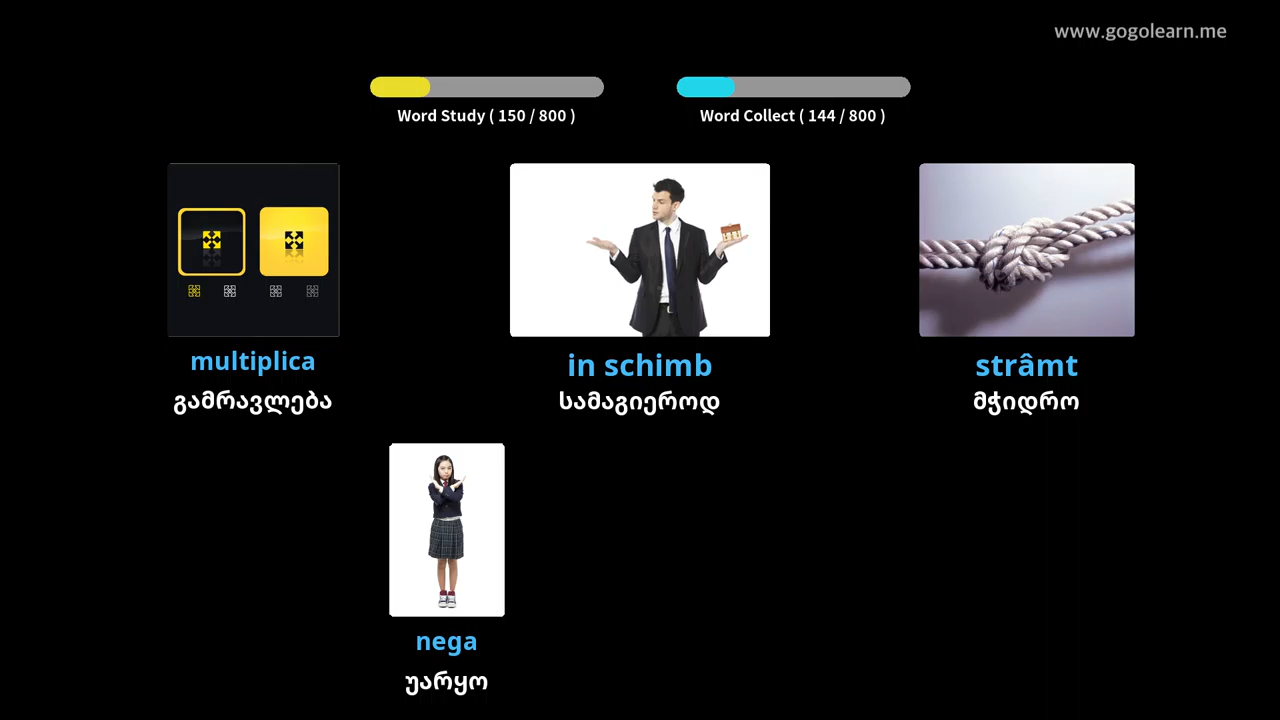 www.gogolearn.me
Word Study ( 150 / 800 )
Word Collect ( 144 / 800 )
multiplica
გამრავლება
in schimb
სამაგიეროდ
strâmt
მჭიდრო
nega
უარყო